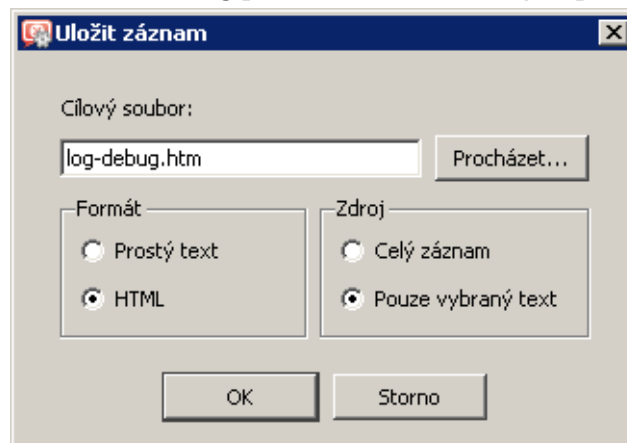 Uložit záznam
Cílový soubor:
log-debug.htm
Procházet...
Formát
Zdroj
Prostý text
Celý záznam
HTML
Pouze vybraný text
OK
Storno